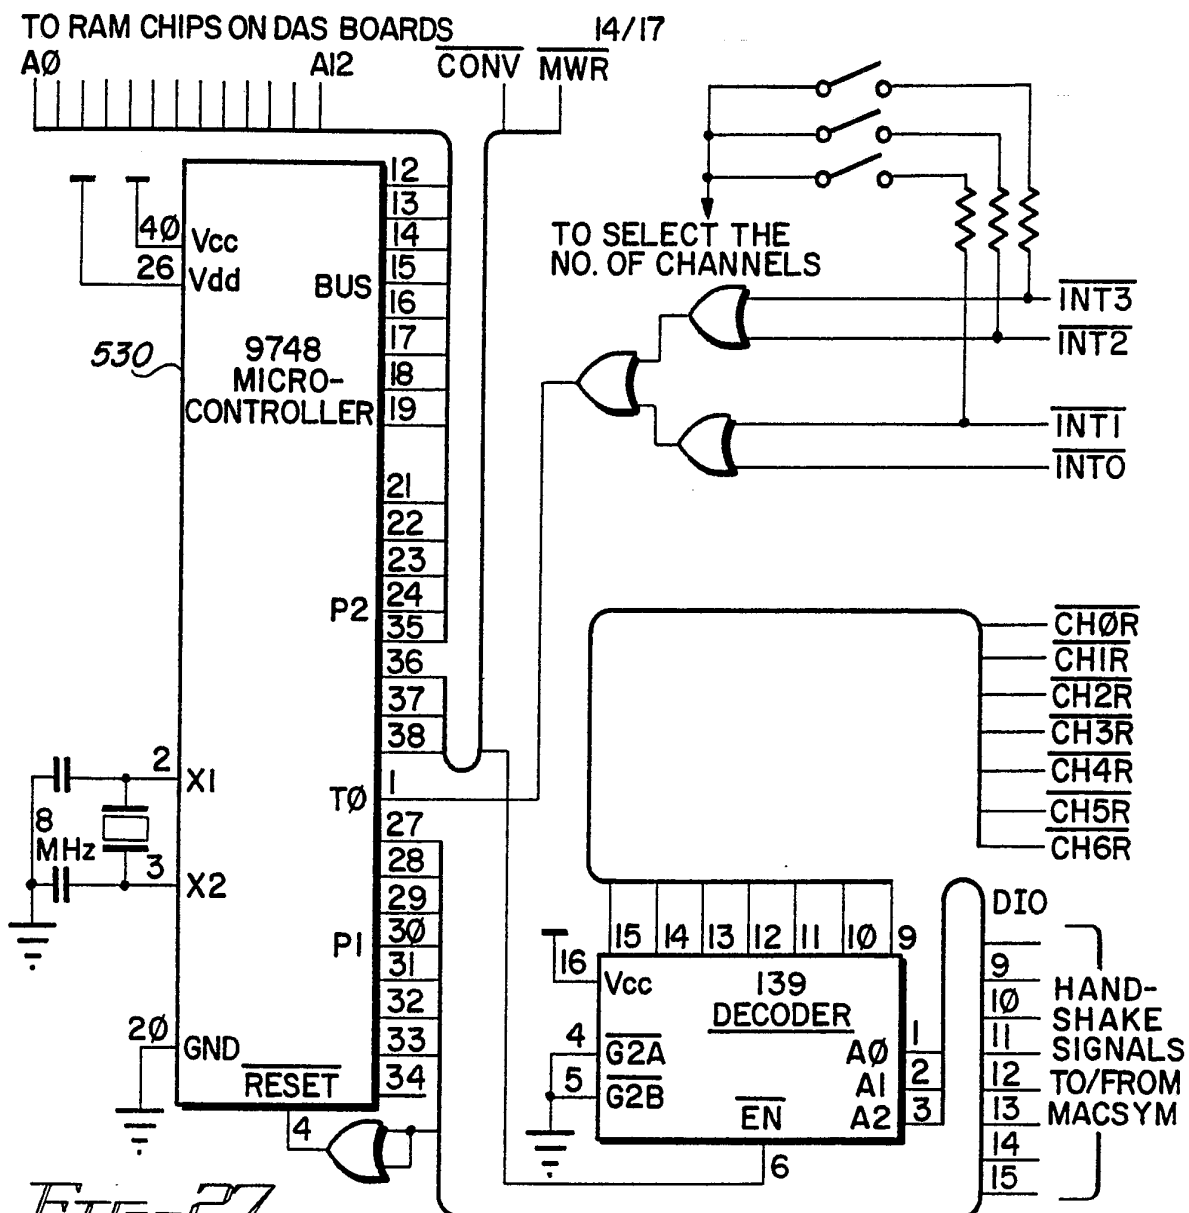 TO RAM CHIPS ON DAS BOARDS 14/17
AØ A12 CONV MWR
12
13
14
15
16
17
18
19
4Ø Vcc
26 Vdd
BUS
530
9748
MICRO-
CONTROLLER
TO SELECT THE
NO. OF CHANNELS
INT3
INT2
INT1
INTO
21
22
23
24
35
36
37
38
P2
2 X1
8
MHz
3 X2
TØ 1
27
28
29
3Ø
31
32
33
34
P1
2Ø GND
RESET
4
CHØR
CH1R
CH2R
CH3R
CH4R
CH5R
CH6R
15 14 13 12 11 1Ø 9
16 Vcc
139
DECODER
4 G2A
5 G2B
AØ 1
A1 2
A2 3
EN
6
DIO
9
1Ø
11
12
13
14
15
HAND-
SHAKE
SIGNALS
TO/FROM
MACSYM
FIG-27